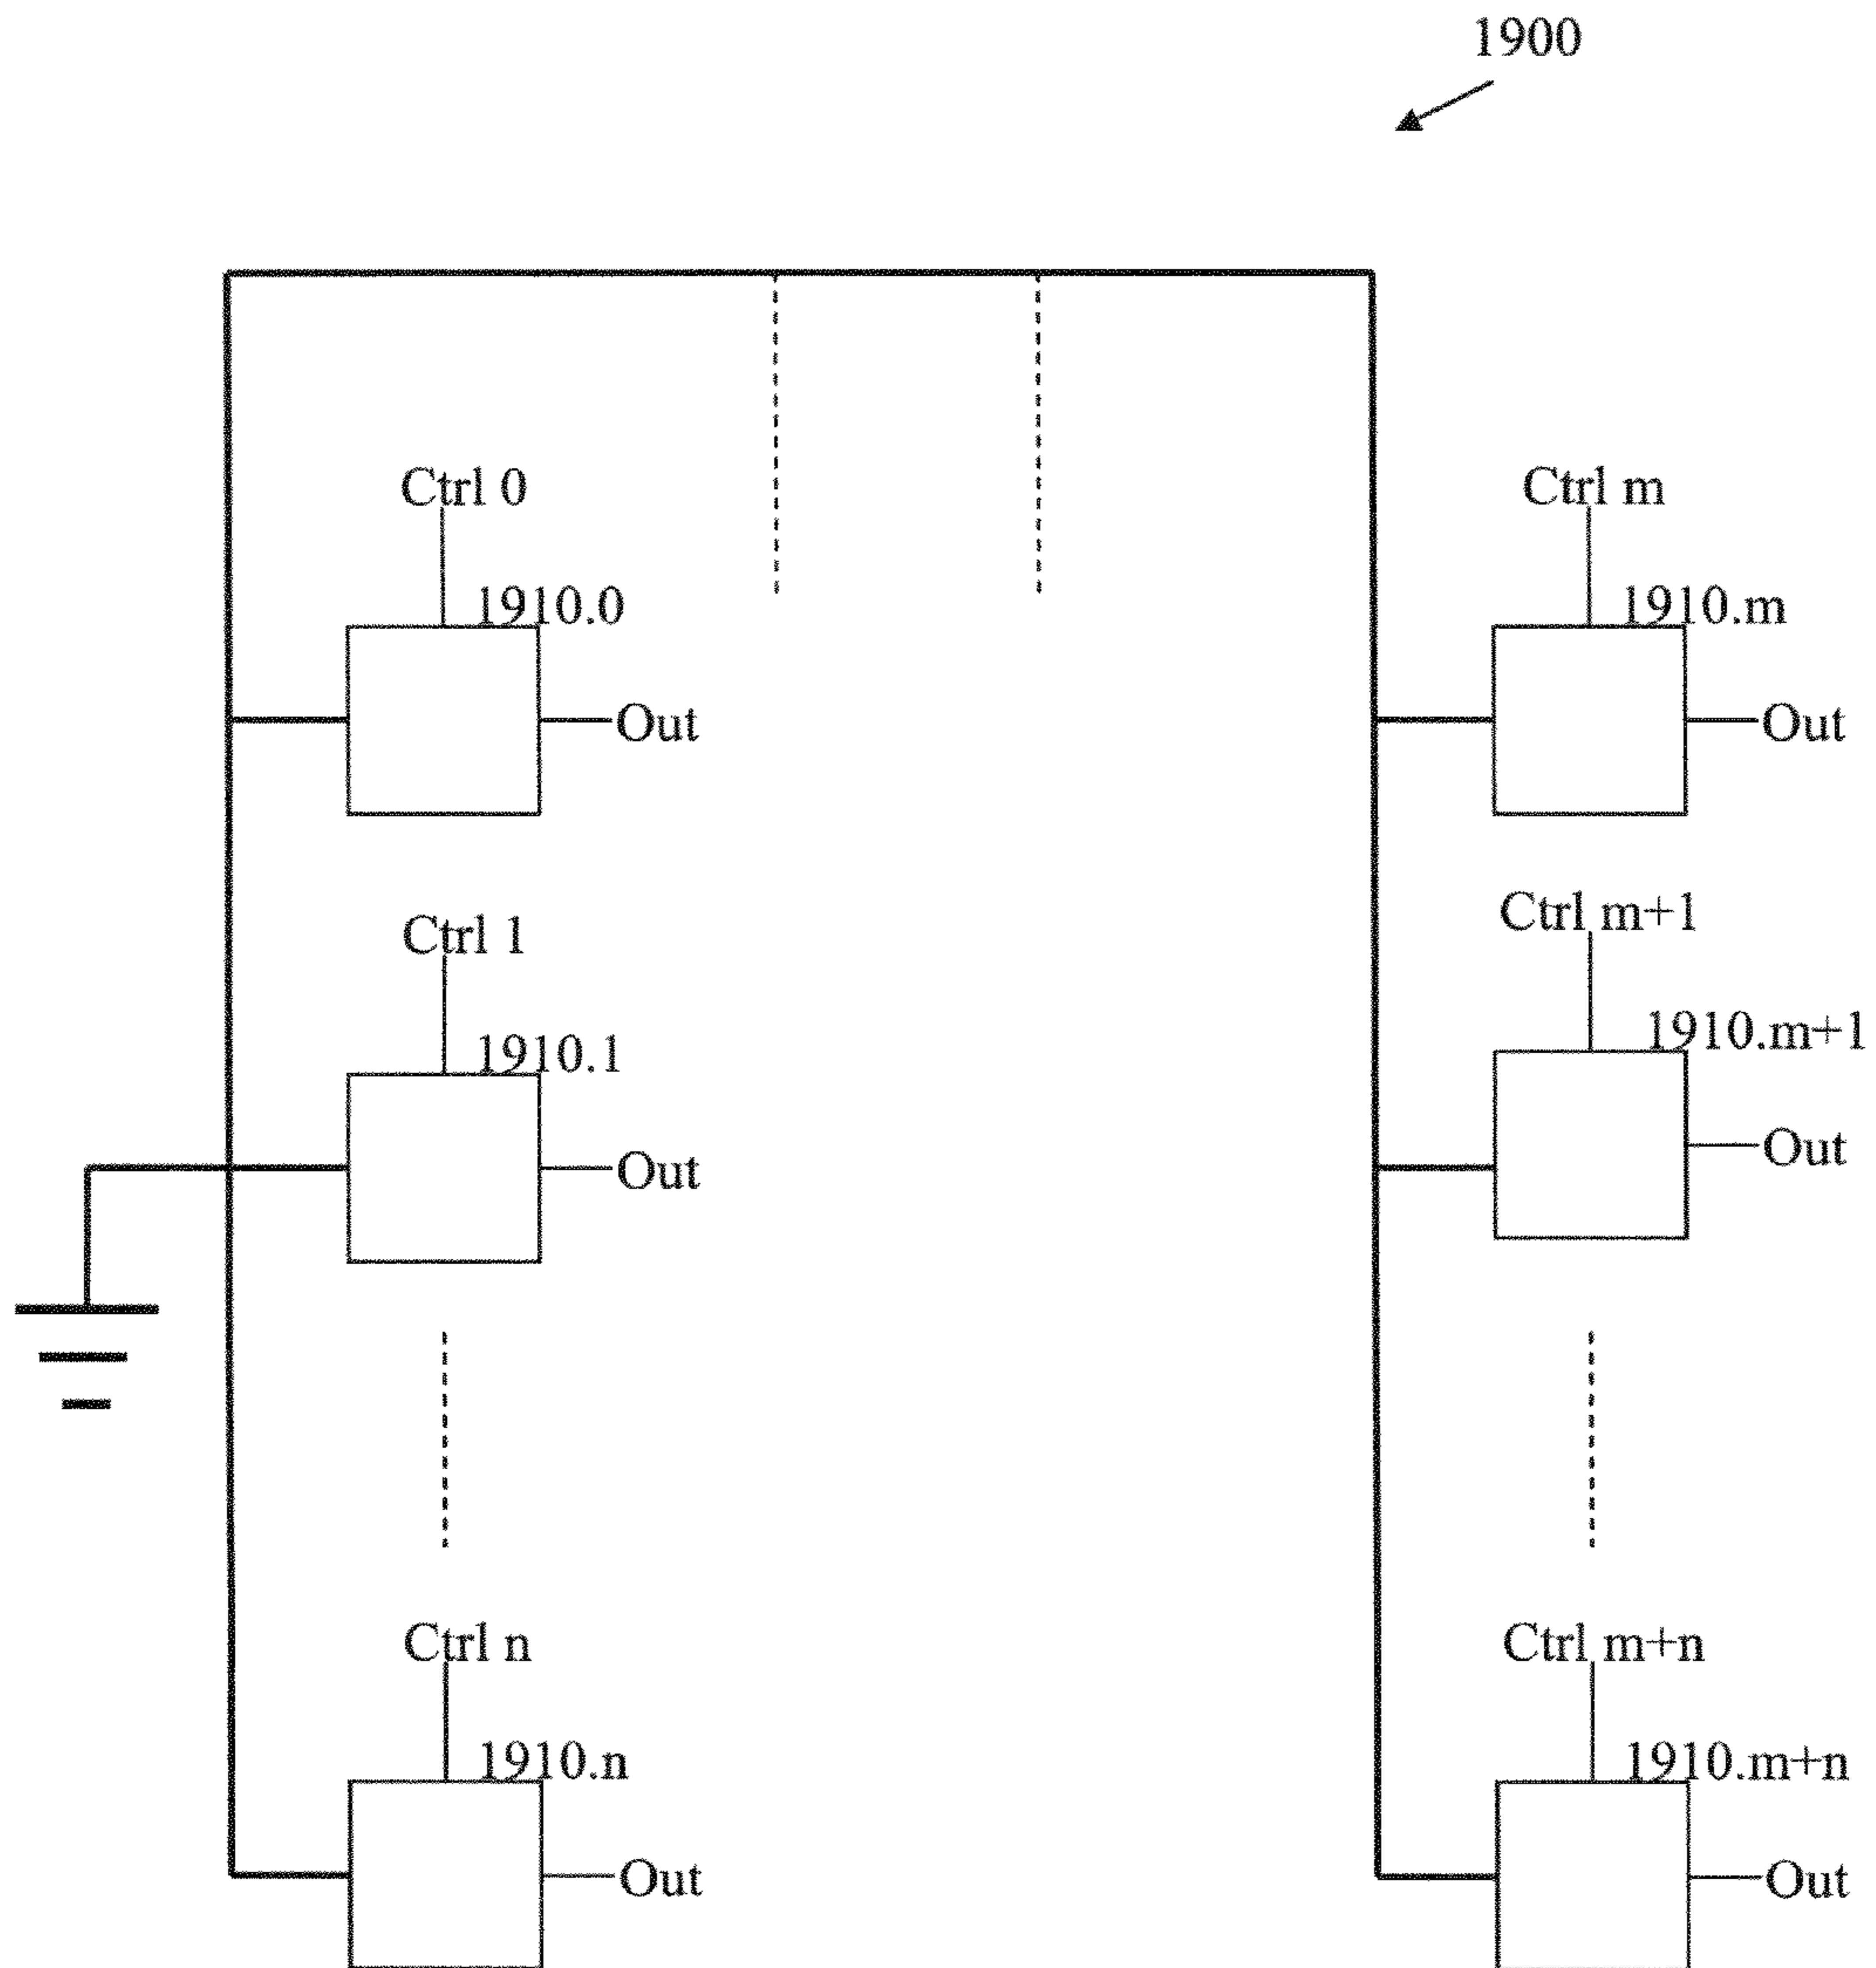 1900
Ctrl 0
1910.0
Out
Ctrl m
1910.m
Out
Ctrl 1
1910.1
Out
Ctrl m+1
1910.m+1
Out
Ctrl n
1910.n
Out
Ctrl m+n
1910.m+n
Out